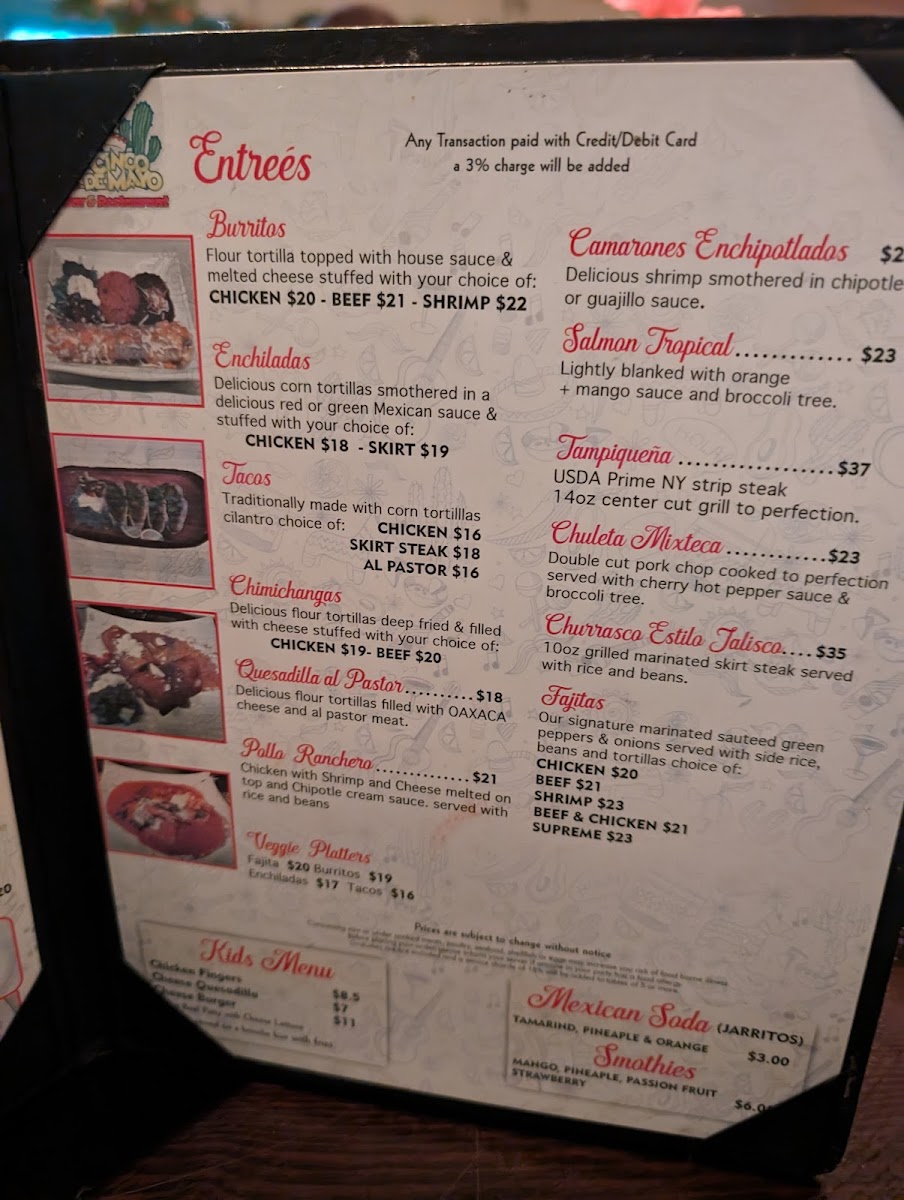 CINCO
DE MAYO
Bar & Restaurant
Entreés
Any Transaction paid with Credit/Debit Card
a 3% charge will be added
Burritos
Flour tortilla topped with house sauce &
melted cheese stuffed with your choice of:
CHICKEN $20 - BEEF $21 - SHRIMP $22
Enchiladas
Delicious corn tortillas smothered in a
delicious red or green Mexican sauce &
stuffed with your choice of:
CHICKEN $18 - SKIRT $19
Tacos
Traditionally made with corn tortilllas
cilantro choice of: CHICKEN $16
SKIRT STEAK $18
AL PASTOR $16
Chimichangas
Delicious flour tortillas deep fried & filled
with cheese stuffed with your choice of:
CHICKEN $19- BEEF $20
Quesadilla al Pastor.......... $18
Delicious flour tortillas filled with OAXACA
cheese and al pastor meat.
Pollo Ranchero.............. $21
Chicken with Shrimp and Cheese melted on
top and Chipotle cream sauce. served with
rice and beans
Veggie Platters
Fajita $20 Burritos $19
Enchiladas $17 Tacos $16
Camarones Enchipotlados $2
Delicious shrimp smothered in chipotle
or guajillo sauce.
Salmon Tropical............. $23
Lightly blanked with orange
+ mango sauce and broccoli tree.
Tampiqueña .................$37
USDA Prime NY strip steak
14oz center cut grill to perfection.
Chuleta Mixteca............$23
Double cut pork chop cooked to perfection
served with cherry hot pepper sauce &
broccoli tree.
Churrasco Estilo Jalisco.... $35
10oz grilled marinated skirt steak served
with rice and beans.
Fajitas
Our signature marinated sauteed green
peppers & onions served with side rice,
beans and tortillas choice of:
CHICKEN $20
BEEF $21
SHRIMP $23
BEEF & CHICKEN $21
SUPREME $23
Prices are subject to change without notice
Kids Menu
Chicken Fingers $8.5
Cheese Quesadilla $7
Cheese Burger $11
Mexican Soda (JARRITOS)
TAMARIND, PINEAPLE & ORANGE $3.00
Smothies
MANGO, PINEAPLE, PASSION FRUIT
STRAWBERRY $6.0